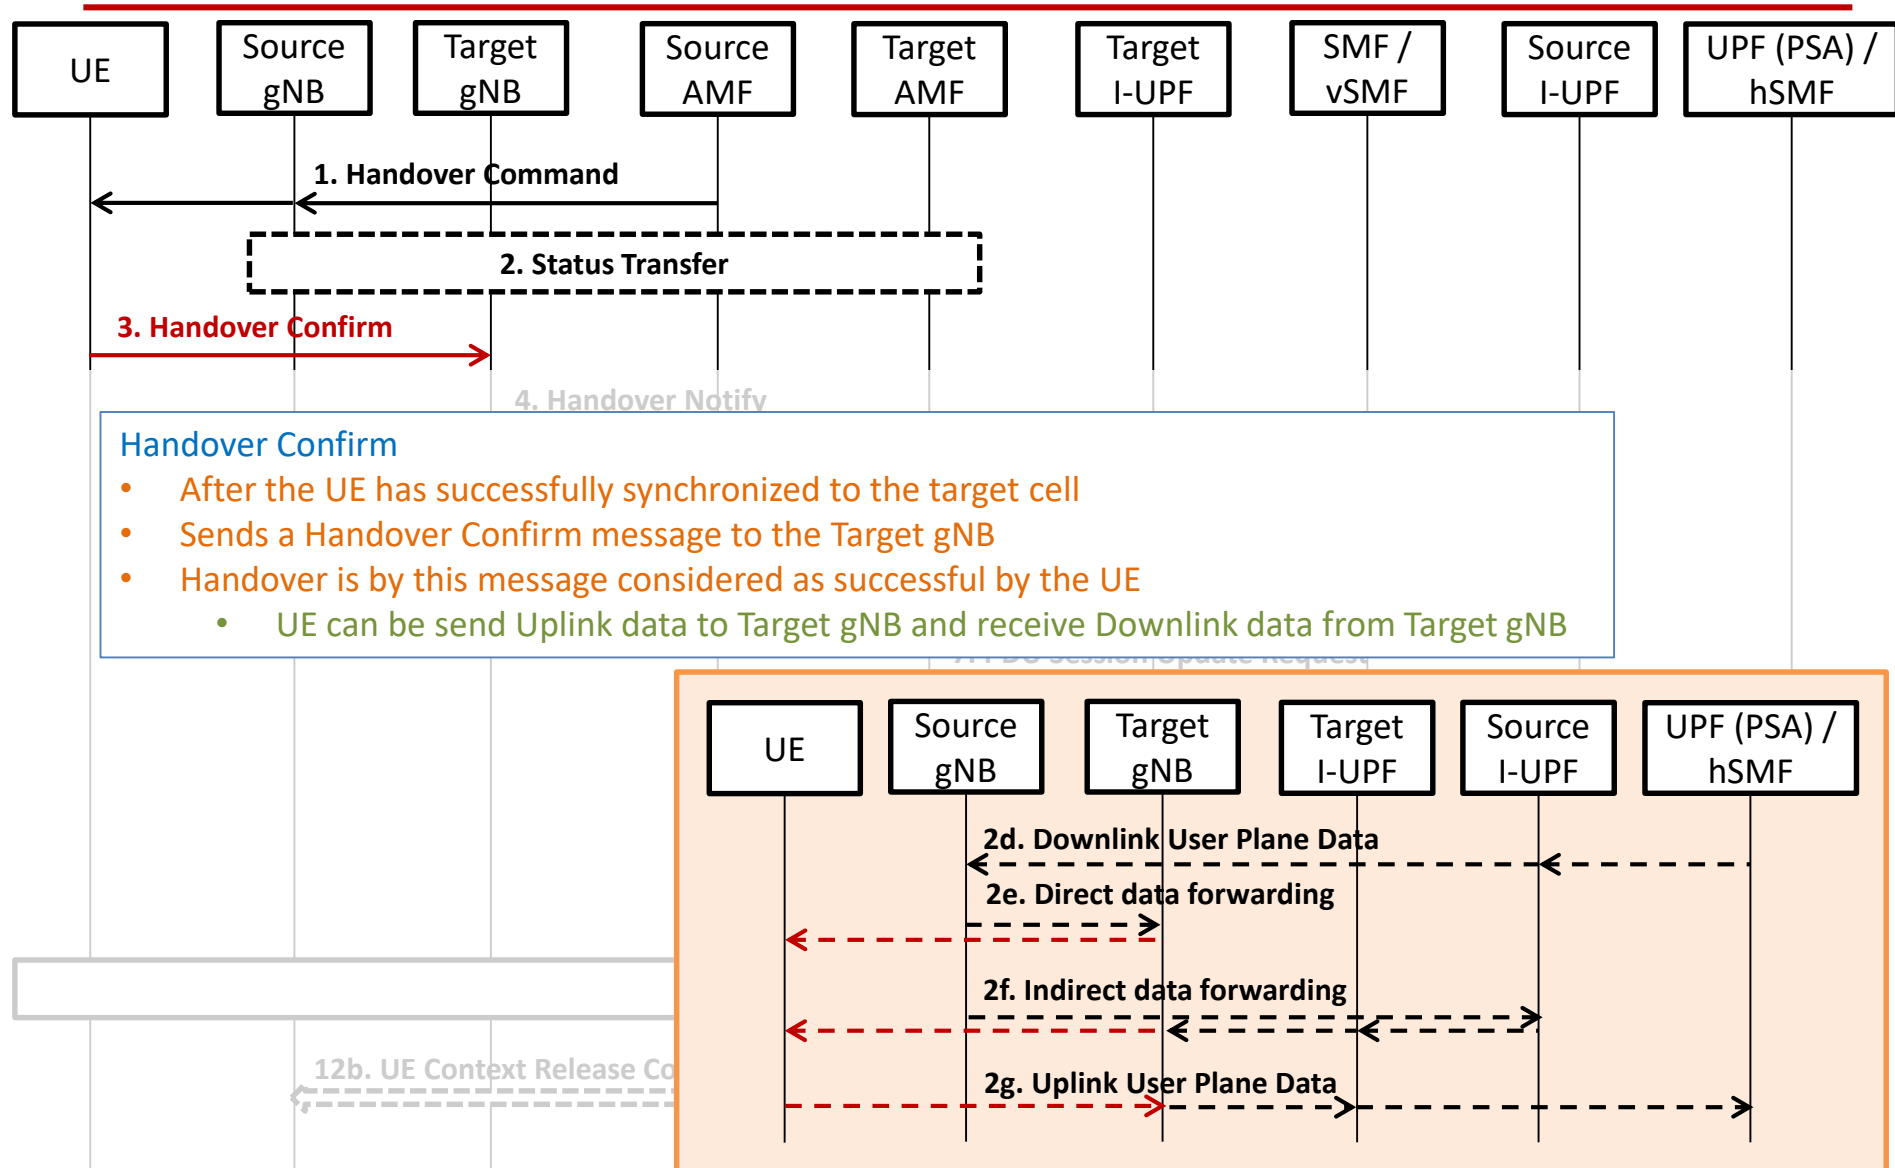 UE
Source
gNB
Target
gNB
Source
AMF
Target
AMF
Target
I-UPF
SMF /
vSMF
Source
I-UPF
UPF (PSA) /
hSMF
1. Handover Command
2. Status Transfer
3. Handover Confirm
4. Handover Notify
Handover Confirm
• After the UE has successfully synchronized to the target cell
• Sends a Handover Confirm message to the Target gNB
• Handover is by this message considered as successful by the UE
• UE can be send Uplink data to Target gNB and receive Downlink data from Target gNB
7. PDU Session Update Request
UE
Source
gNB
Target
gNB
Target
I-UPF
Source
I-UPF
UPF (PSA) /
hSMF
2d. Downlink User Plane Data
2e. Direct data forwarding
2f. Indirect data forwarding
12b. UE Context Release Co
2g. Uplink User Plane Data